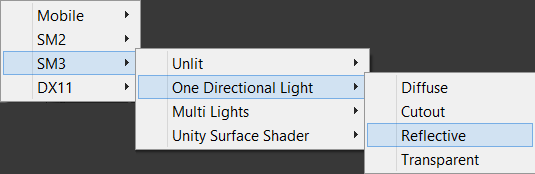 Mobile
SM2
SM3
DX11
Unlit
One Directional Light
Multi Lights
Unity Surface Shader
Diffuse
Cutout
Reflective
Transparent